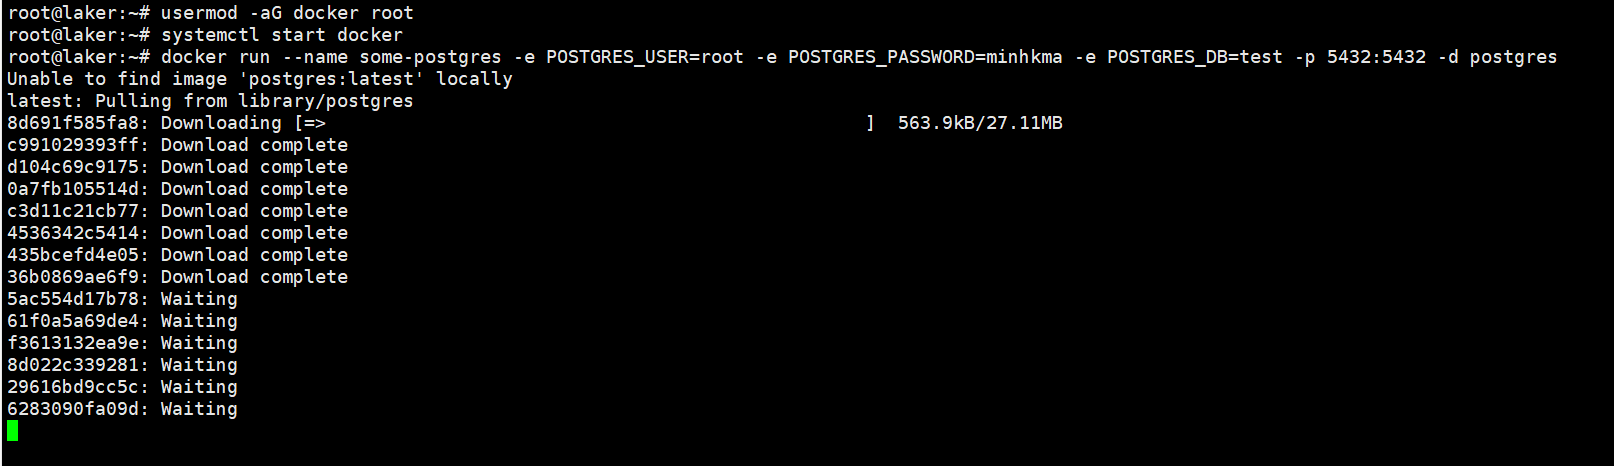 root@laker:~# usermod -aG docker root
root@laker:~# systemctl start docker
root@laker:~# docker run --name some-postgres -e POSTGRES_USER=root -e POSTGRES_PASSWORD=minhkma -e POSTGRES_DB=test -p 5432:5432 -d postgres
Unable to find image 'postgres:latest' locally
latest: Pulling from library/postgres
8d691f585fa8: Downloading [=>                                                 ]  563.9kB/27.11MB
c991029393ff: Download complete
d104c69c9175: Download complete
0a7fb105514d: Download complete
c3d11c21cb77: Download complete
4536342c5414: Download complete
435bcefd4e05: Download complete
36b0869ae6f9: Download complete
5ac554d17b78: Waiting
61f0a5a69de4: Waiting
f3613132ea9e: Waiting
8d022c339281: Waiting
29616bd9cc5c: Waiting
6283090fa09d: Waiting